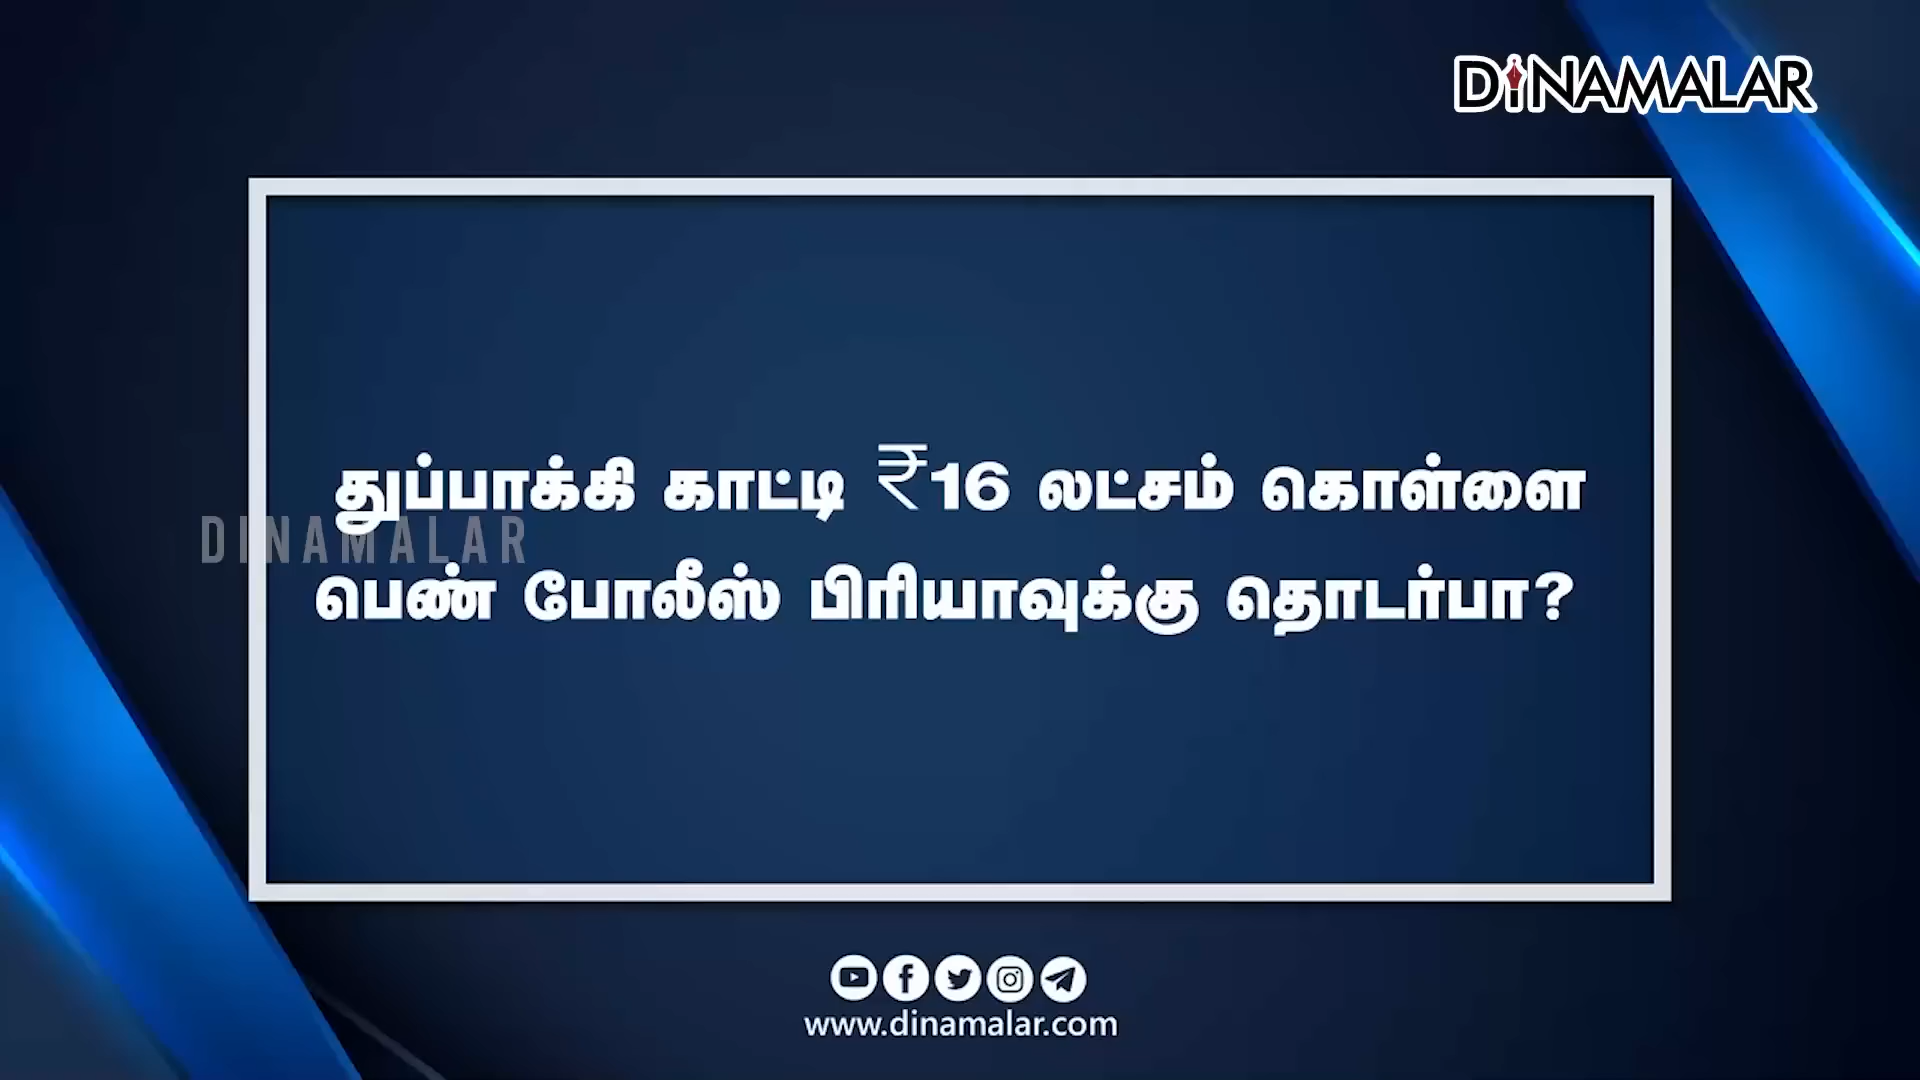 DINAMALAR
துப்பாக்கி காட்டி ₹16 லட்சம் கொள்ளை
DINAMALAR
பெண் போலீஸ் பிரியாவுக்கு தொடர்பா?
www.dinamalar.com